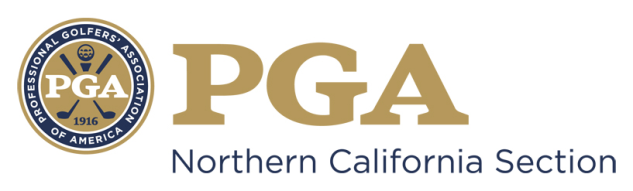 PROFESSIONAL GOLFERS' ASSOCIATION
OF AMERICA
PGA
1916
PGA
Northern California Section